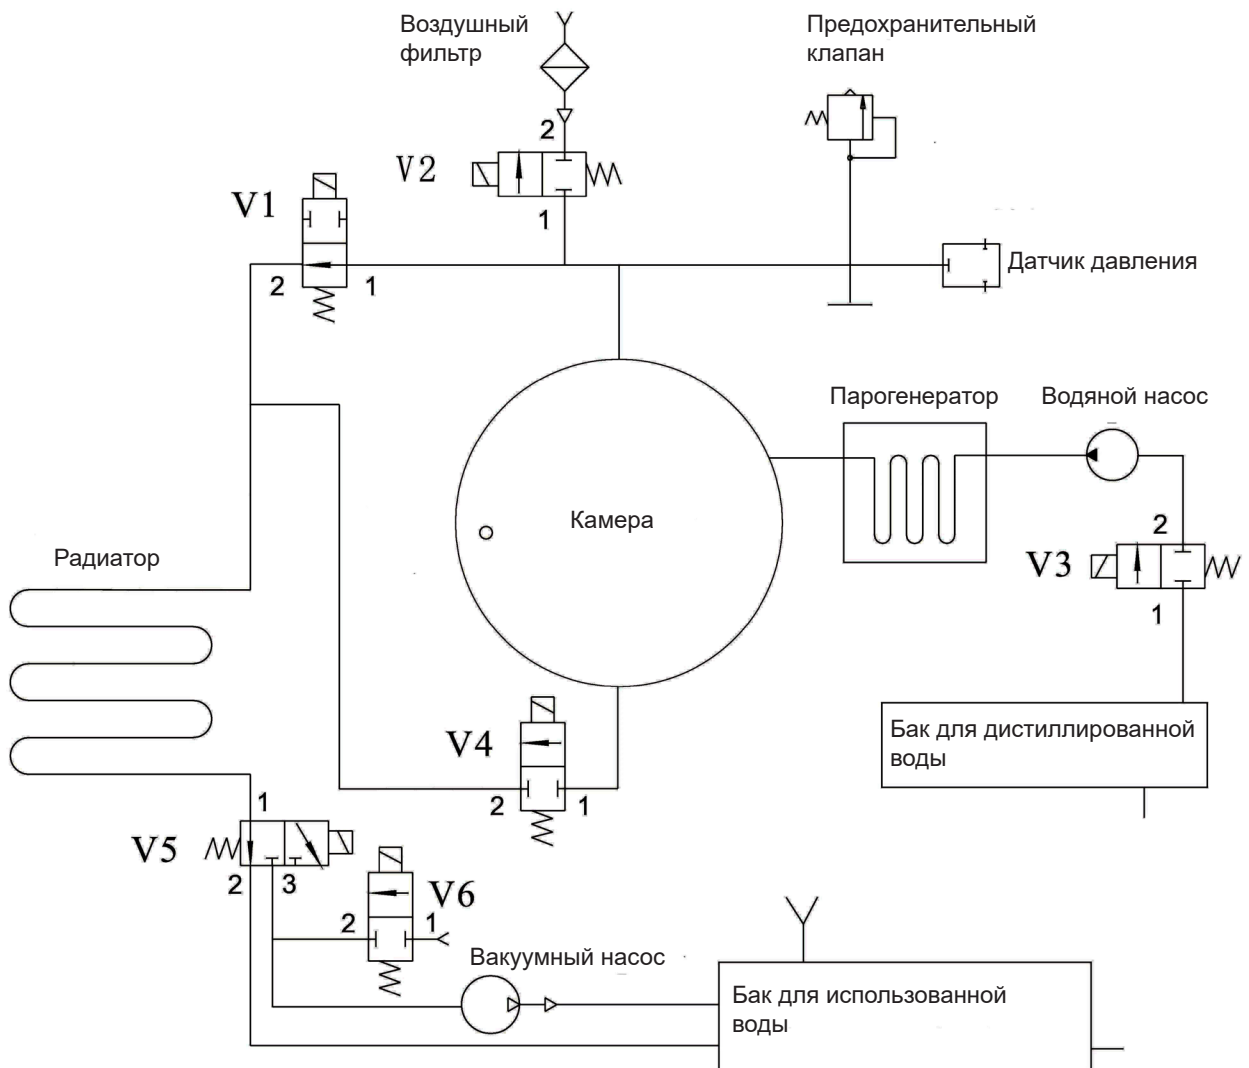 Воздушный
фильтр
Предохранительный
клапан
2
V2
V1
1
2
1
Датчик давления
Парогенератор
Водяной насос
Камера
2
V3
1
Радиатор
V4
2
1
Бак для дистиллированной
воды
1
V5
2
3
V6
2
1
Вакуумный насос
Бак для использованной
воды